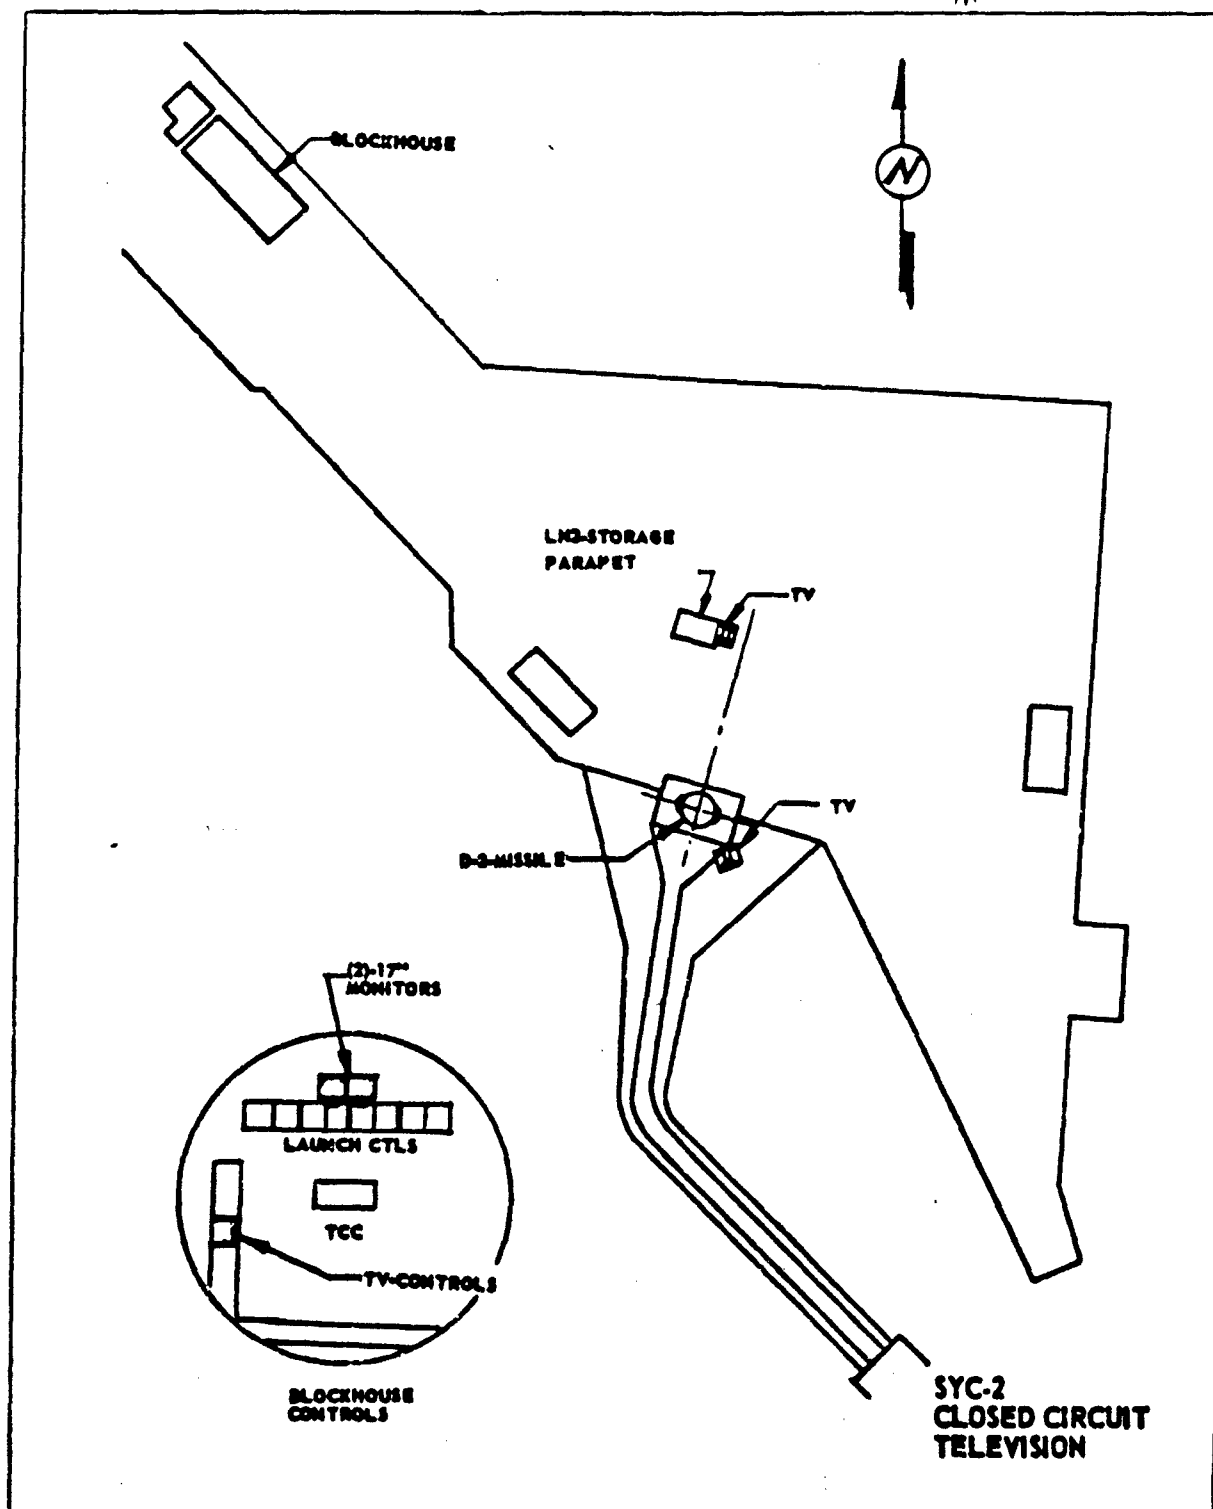 BLOCKHOUSE
N
LN2-STORAGE
PARAPET
TV
TV
D-2-MISSILE
(2)-17"
MONITORS
LAUNCH CTLS
TCC
TV-CONTROLS
BLOCKHOUSE
CONTROLS
SYC-2
CLOSED CIRCUIT
TELEVISION